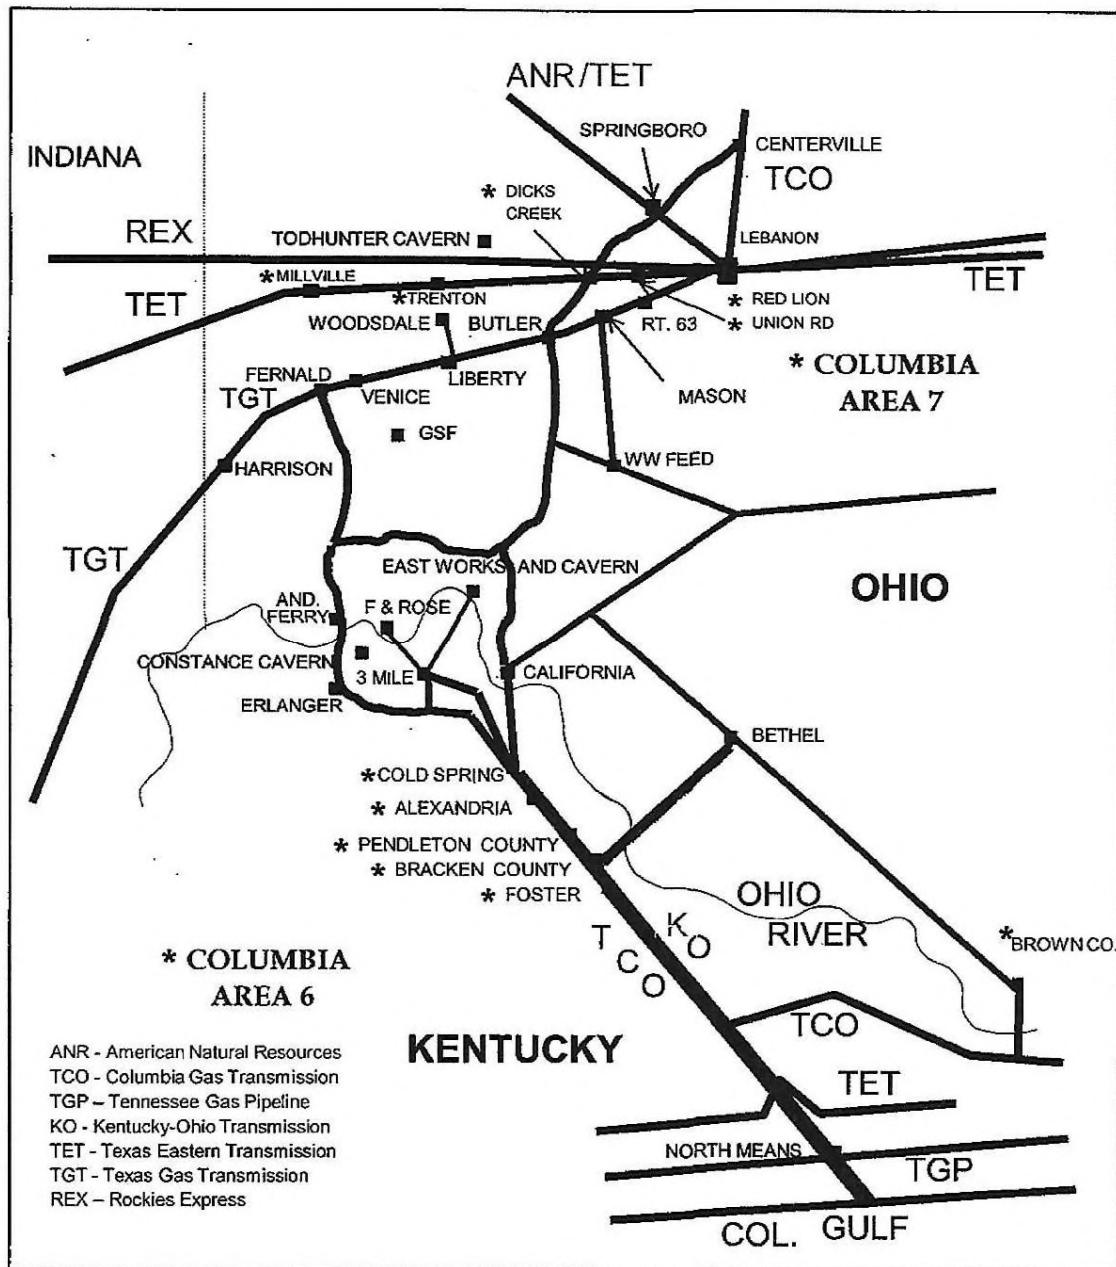 ANR/TET
SPRINGBORO
CENTERVILLE
INDIANA
TCO
* DICKS
CREEK
REX
TODHUNTER CAVERN
LEBANON
*MILLVILLE
TET
TET
*TRENTON
* RED LION
WOODSDALE
BUTLER
RT. 63
* UNION RD
* COLUMBIA
AREA 7
FERNALD
LIBERTY
VENICE
MASON
TGT
GSF
WW FEED
HARRISON
TGT
EAST WORKS AND CAVERN
OHIO
AND.
FERRY
F & ROSE
CONSTANCE CAVERN
3 MILE
CALIFORNIA
ERLANGER
BETHEL
*COLD SPRING
* ALEXANDRIA
* PENDLETON COUNTY
* BRACKEN COUNTY
* FOSTER
OHIO
RIVER
TCO
KO
*BROWN CO.
* COLUMBIA
AREA 6
TCO
KENTUCKY
TET
NORTH MEANS
TGP
COL. GULF
ANR - American Natural Resources
TCO - Columbia Gas Transmission
TGP – Tennessee Gas Pipeline
KO - Kentucky-Ohio Transmission
TET - Texas Eastern Transmission
TGT - Texas Gas Transmission
REX – Rockies Express